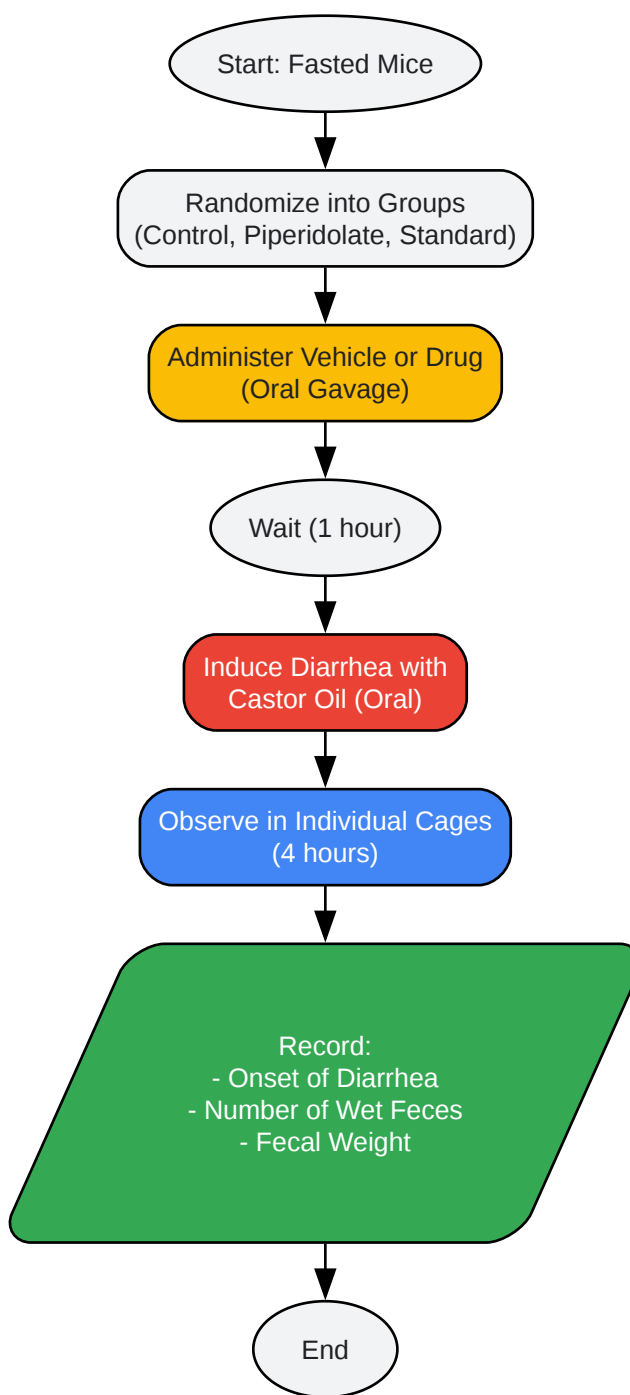 Start: Fasted Mice
Randomize into Groups
(Control, Piperidolate, Standard)
Administer Vehicle or Drug
(Oral Gavage)
Wait (1 hour)
Induce Diarrhea with
Castor Oil (Oral)
Observe in Individual Cages
(4 hours)
Record:
- Onset of Diarrhea
- Number of Wet Feces
- Fecal Weight
End